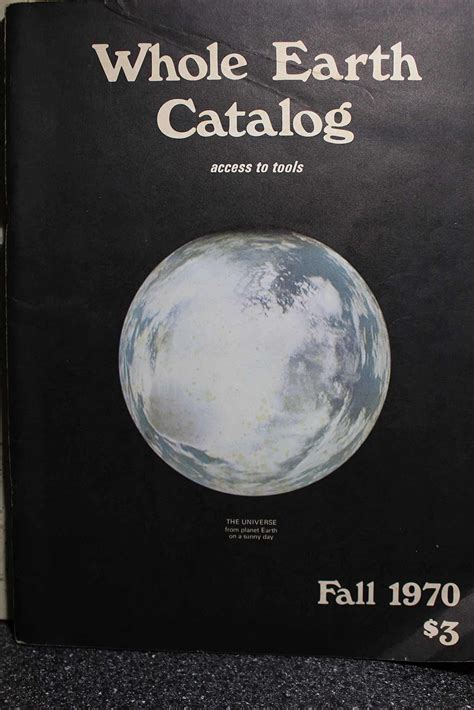 Whole Earth
Catalog
access to tools
THE UNIVERSE
from planet Earth
on a sunny day
Fall 1970
$3